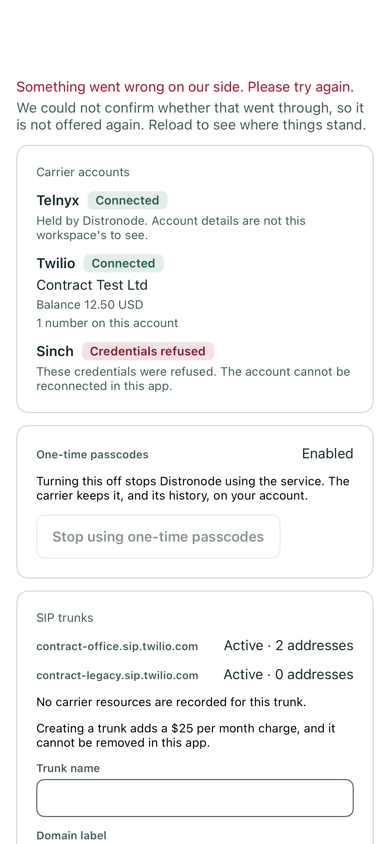 Something went wrong on our side. Please try again.
We could not confirm whether that went through, so it
is not offered again. Reload to see where things stand.
Carrier accounts
Telnyx Connected
Held by Distronode. Account details are not this
workspace's to see.
Twilio Connected
Contract Test Ltd
Balance 12.50 USD
1 number on this account
Sinch Credentials refused
These credentials were refused. The account cannot be
reconnected in this app.
One-time passcodes Enabled
Turning this off stops Distronode using the service. The
carrier keeps it, and its history, on your account.
Stop using one-time passcodes
SIP trunks
contract-office.sip.twilio.com Active · 2 addresses
contract-legacy.sip.twilio.com Active · 0 addresses
No carrier resources are recorded for this trunk.
Creating a trunk adds a $25 per month charge, and it
cannot be removed in this app.
Trunk name
Domain label